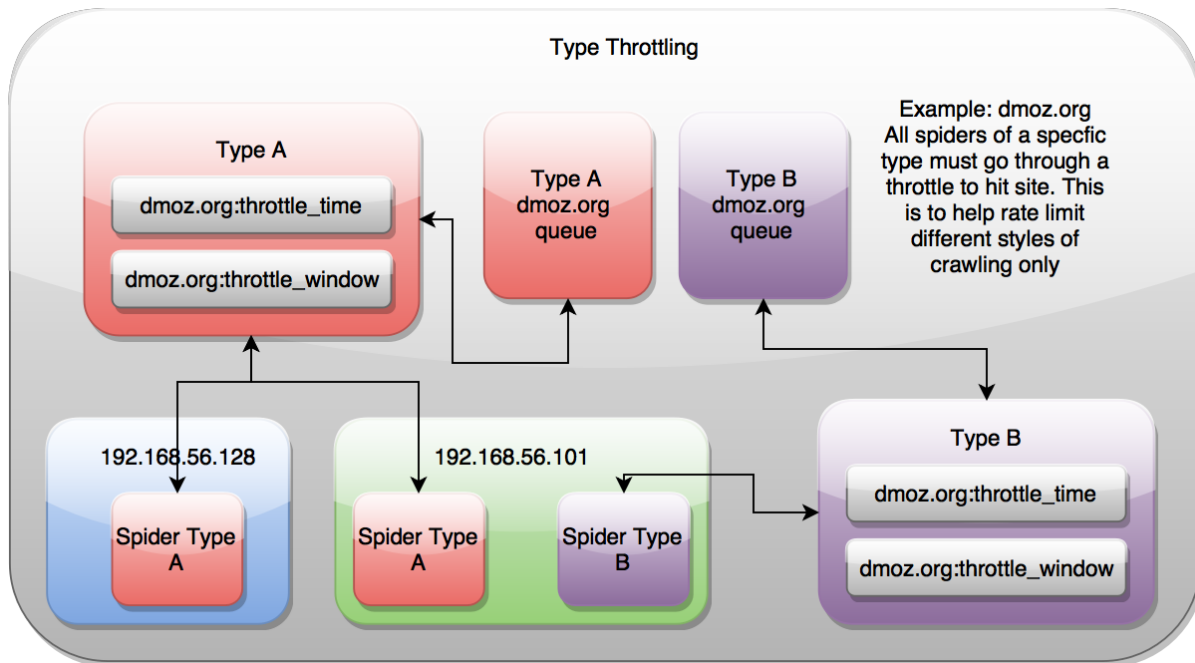 Type Throttling
Type A
dmoz.org:throttle_time
dmoz.org:throttle_window
Type A
dmoz.org
queue
Type B
dmoz.org
queue
Example: dmoz.org
All spiders of a specfic
type must go through a
throttle to hit site. This
is to help rate limit
different styles of
crawling only
192.168.56.128
Spider Type
A
192.168.56.101
Spider Type
A
Spider Type
B
Type B
dmoz.org:throttle_time
dmoz.org:throttle_window